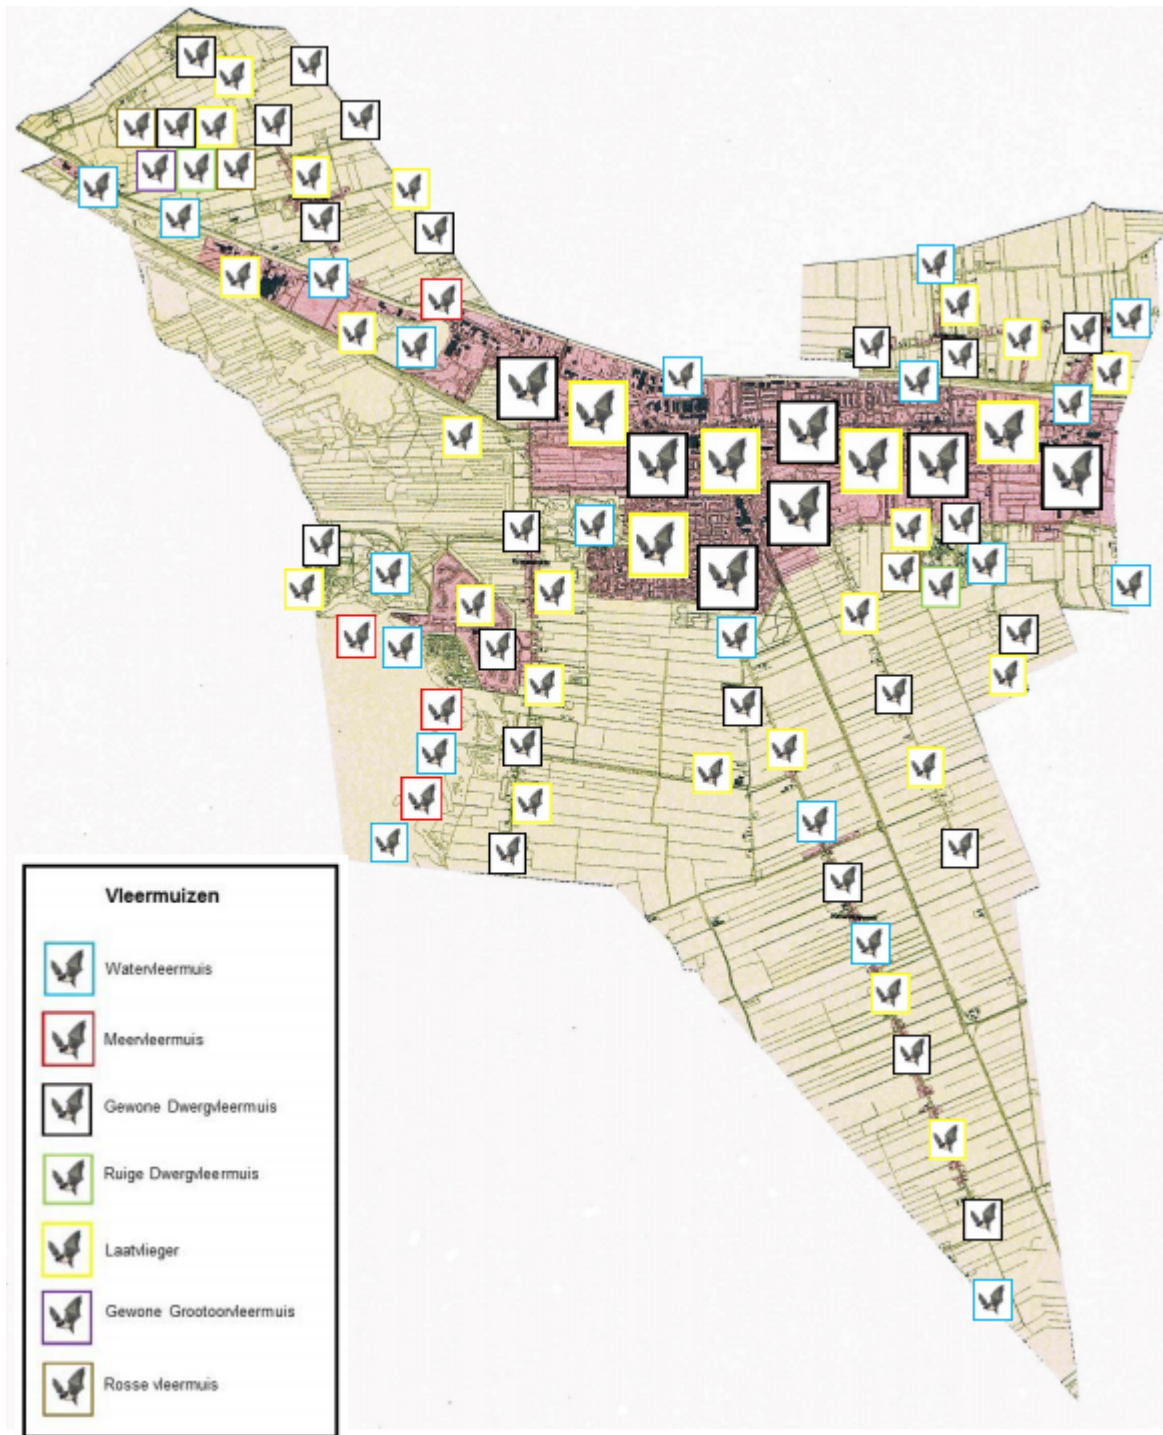 Vleermuizen
Watervleermuis
Meervleermuis
Gewone Dwergvleermuis
Ruige Dwergvleermuis
Laatvlieger
Gewone Grootoorvleermuis
Rosse vleermuis